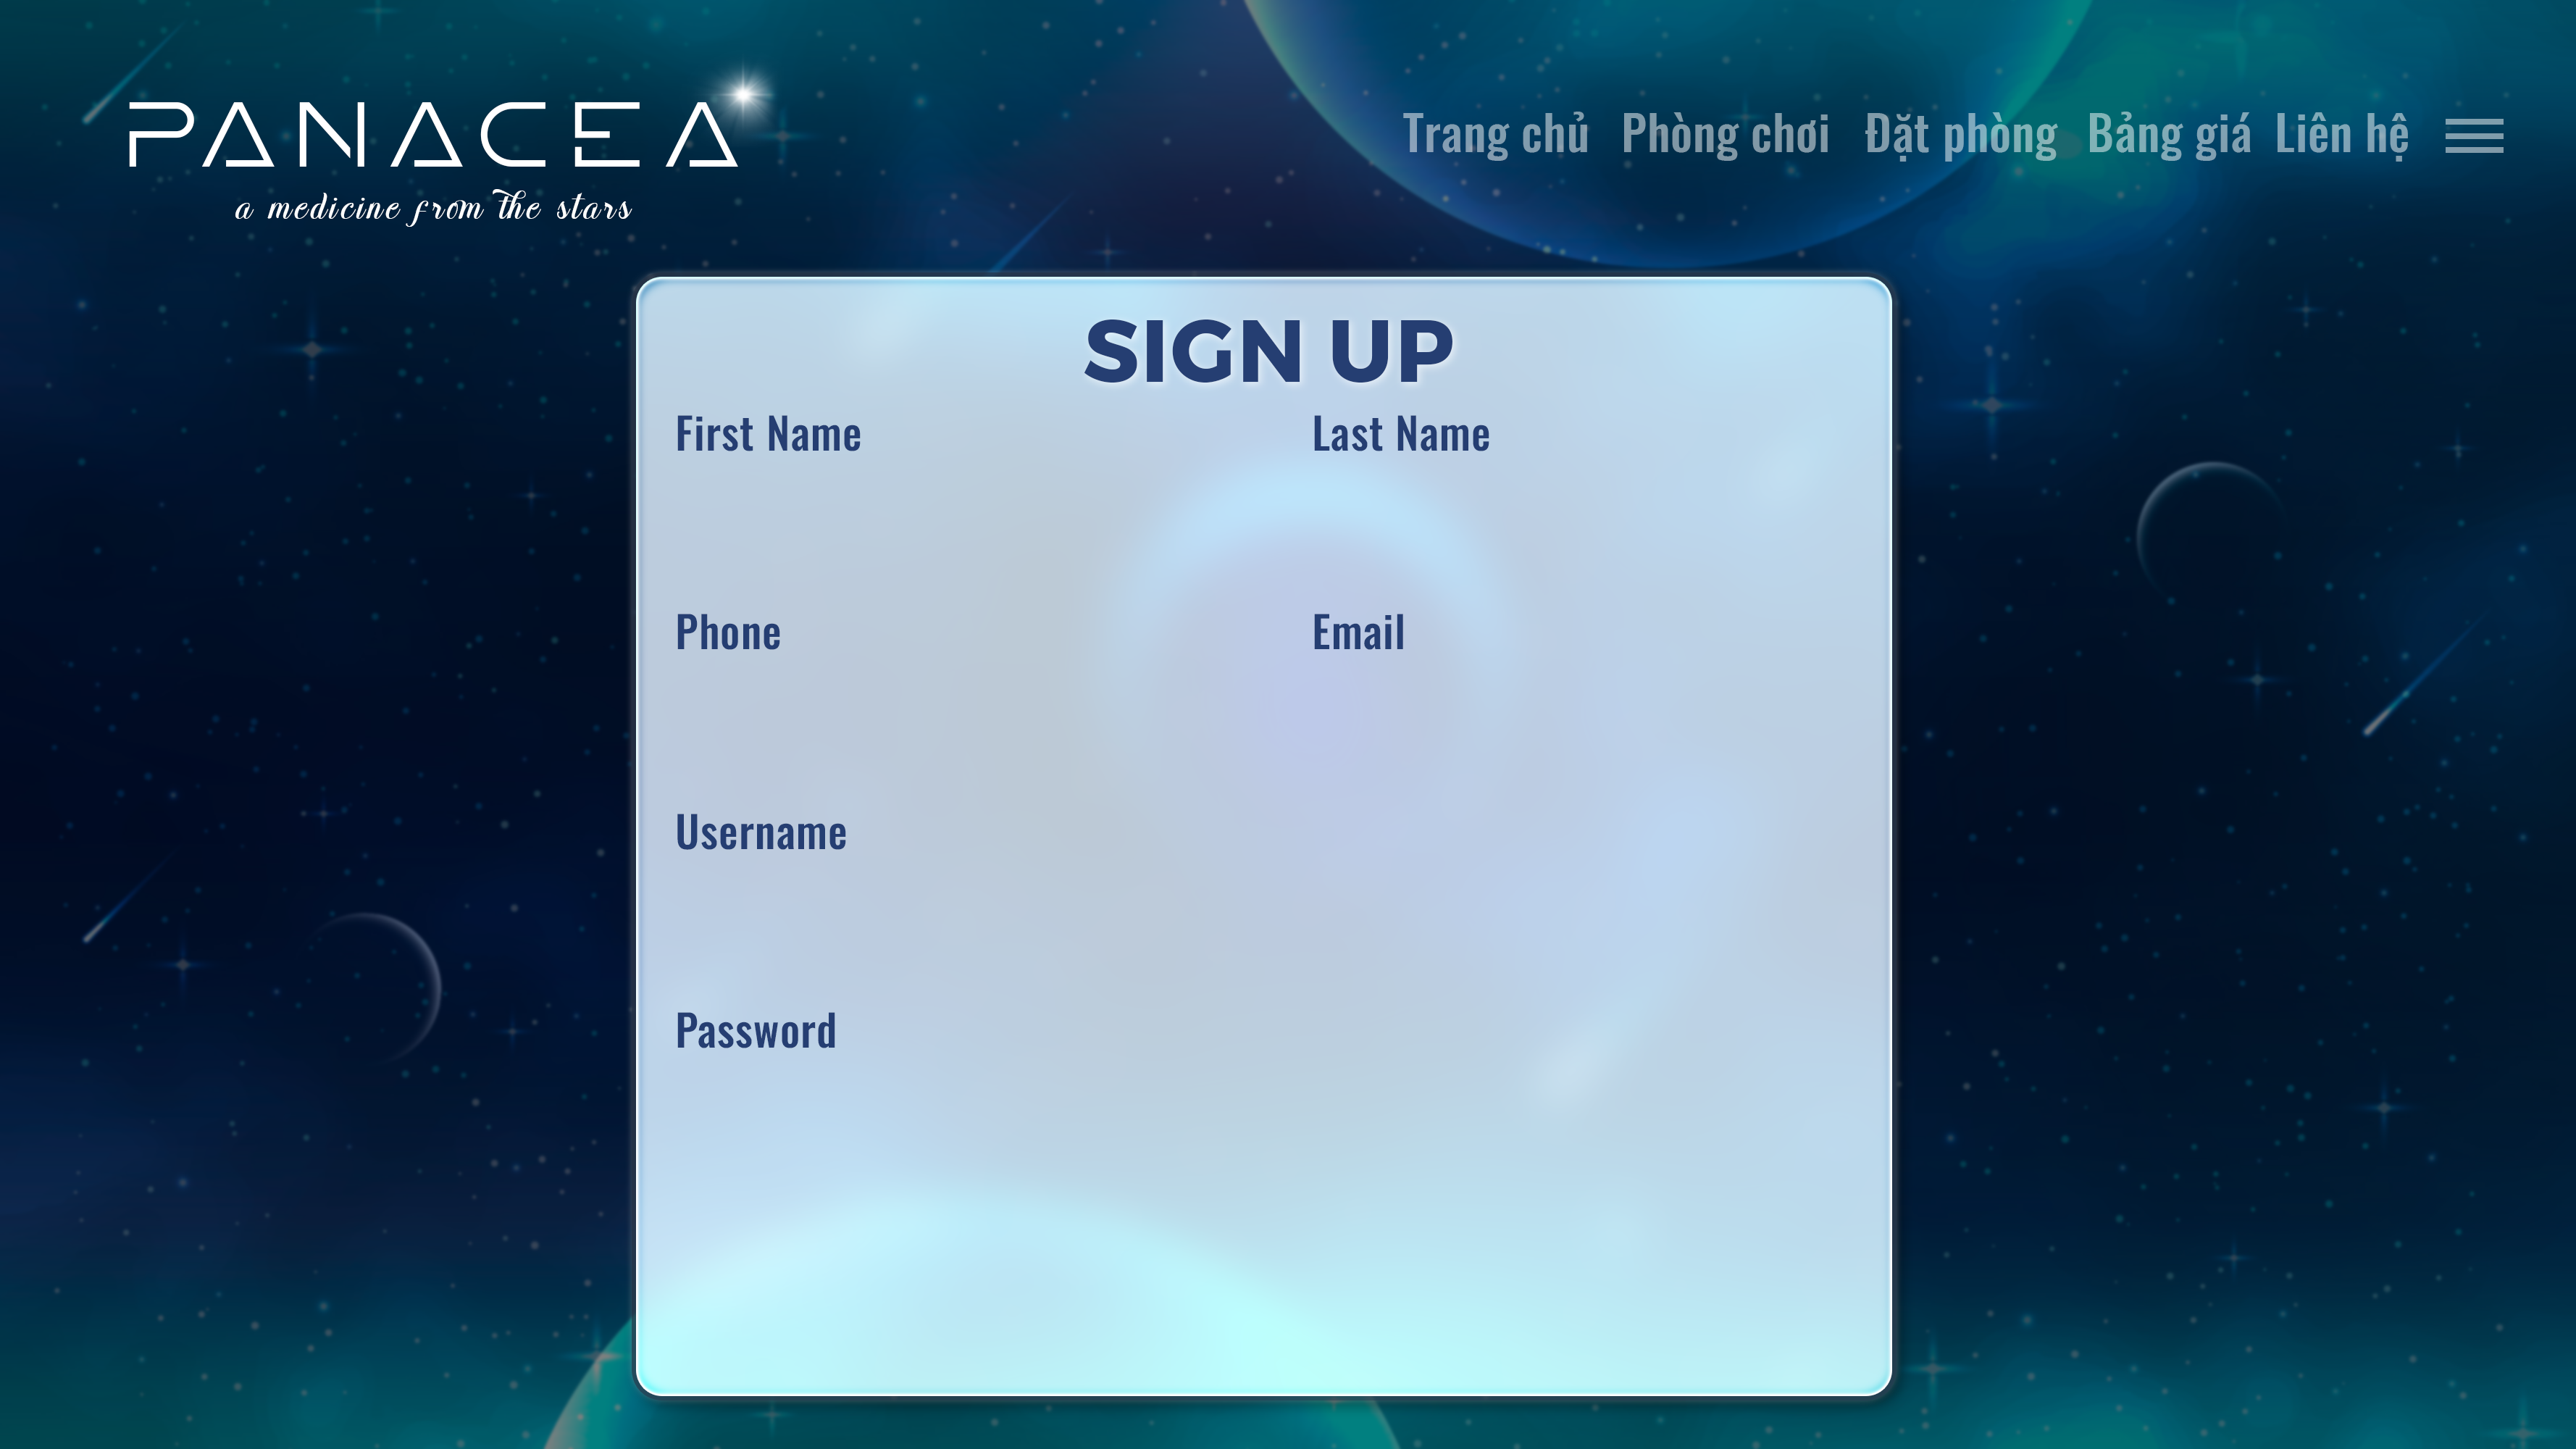 PANACEA
a medicine from the stars
Trang chủ Phòng chơi Đặt phòng Bảng giá Liên hệ
SIGN UP
First Name Last Name
Phone Email
Username
Password